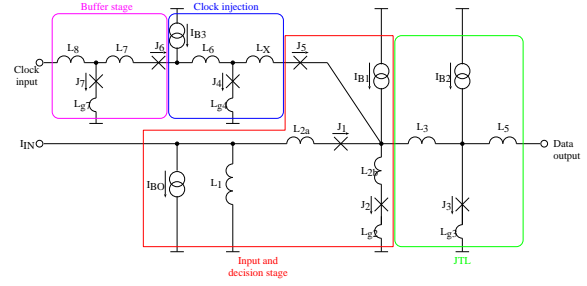 Buffer stage
Clock injection
L8
L7
J6
IB3
L6
LX
J5
Clock
input
J7
Lg7
J4
Lg4
IB1
IB2
IIN
L2a
J1
L3
L5
Data
output
IBO
L1
L2b
J2
Lg2
J3
Lg3
Input and
decision stage
JTL